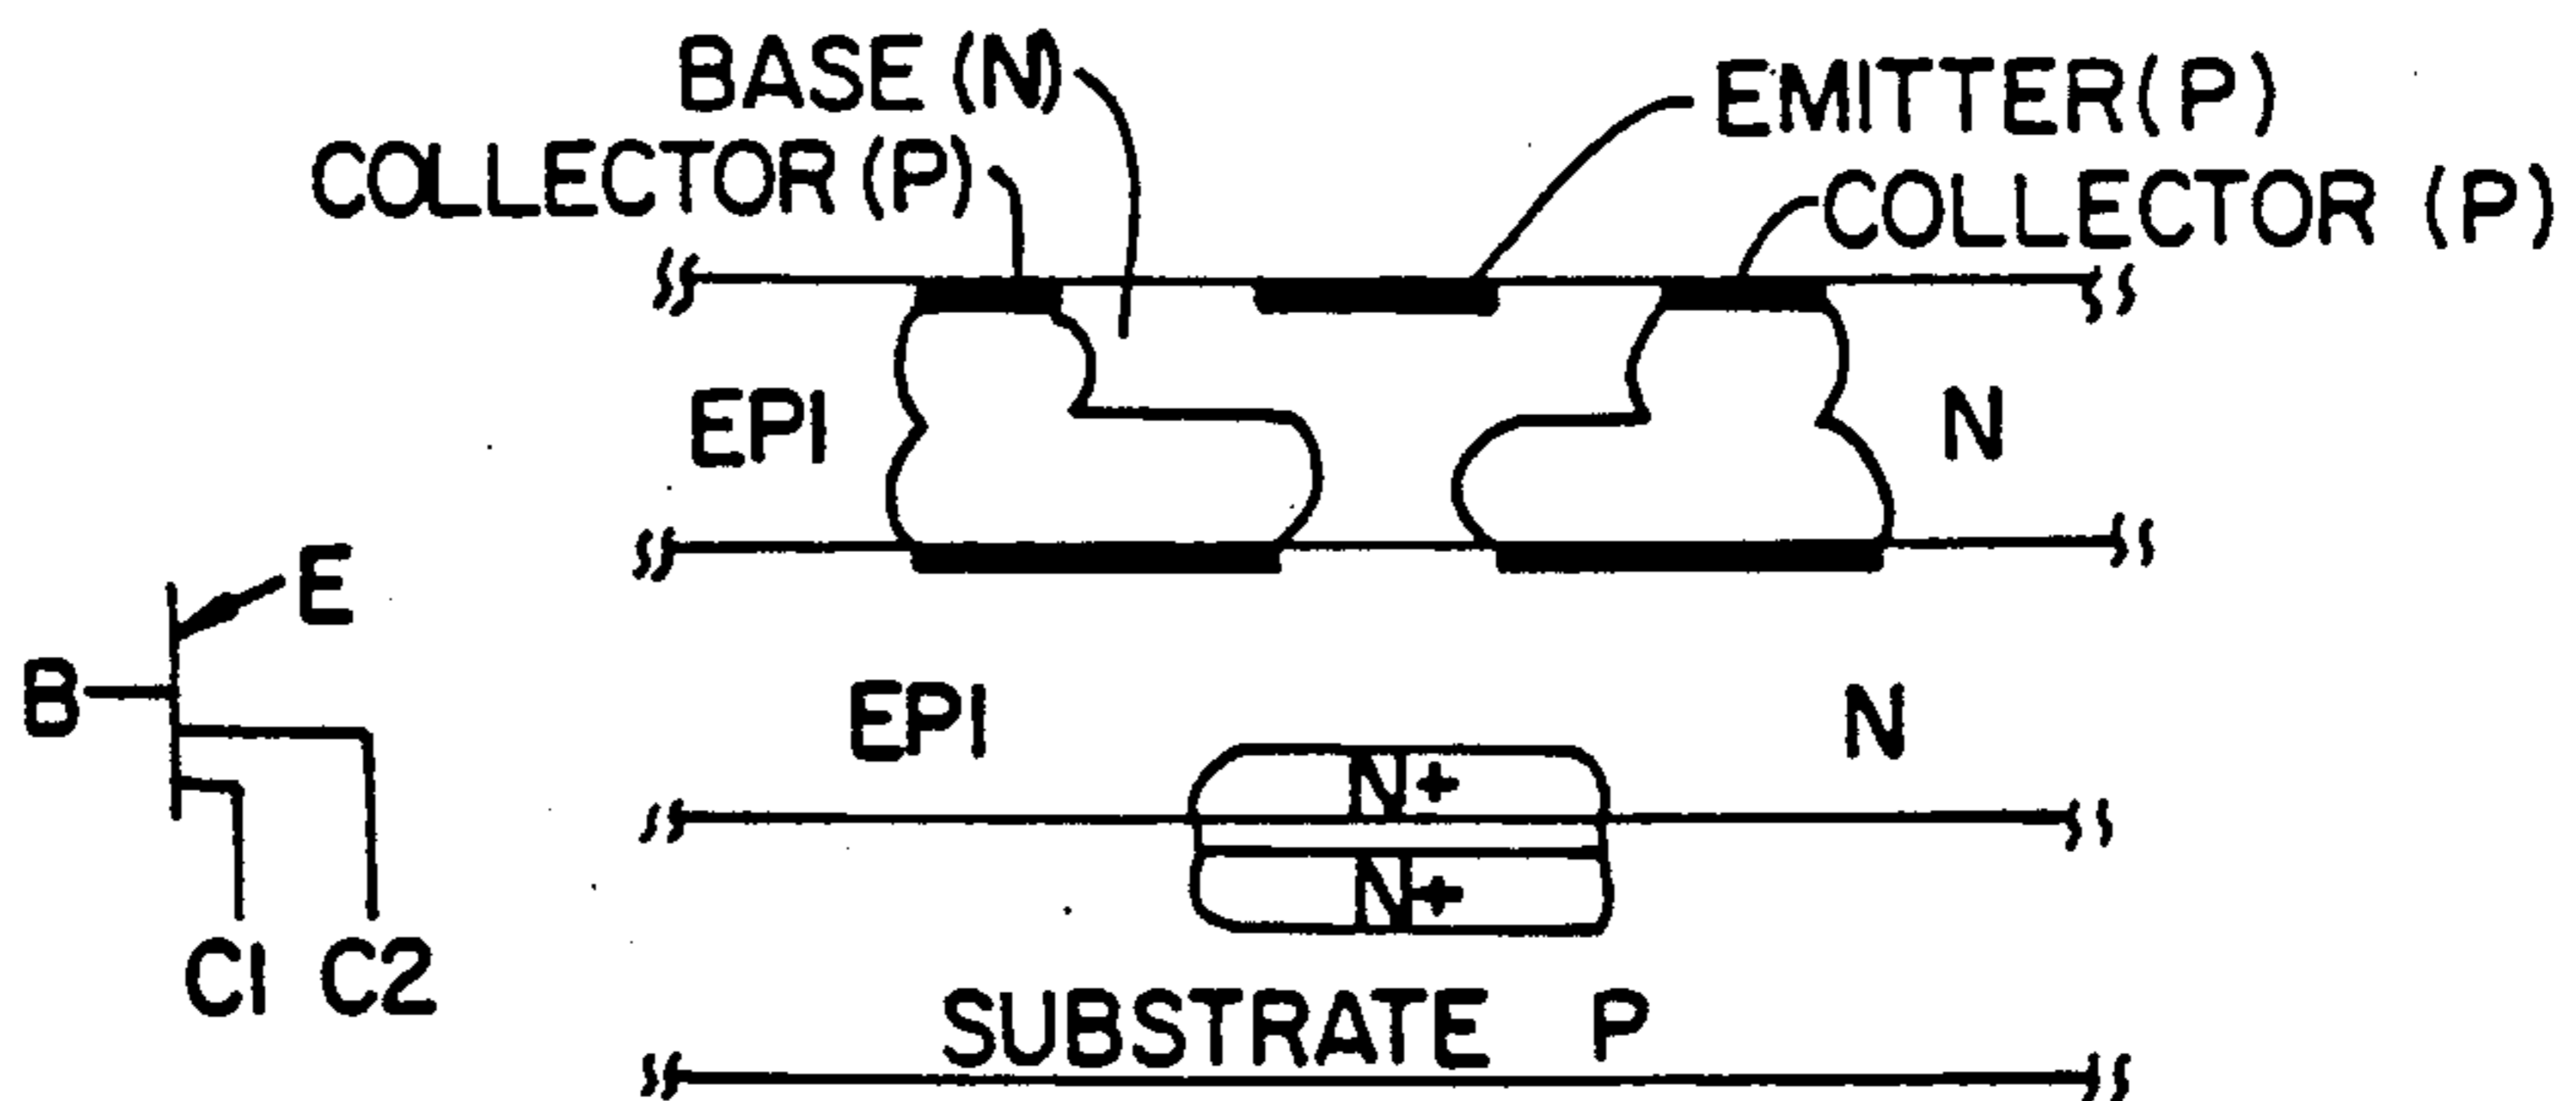 BASE (N)
EMITTER (P)
COLLECTOR (P)
COLLECTOR (P)
EPI
N
E
B
EPI
N
N+
N+
C1 C2
SUBSTRATE P